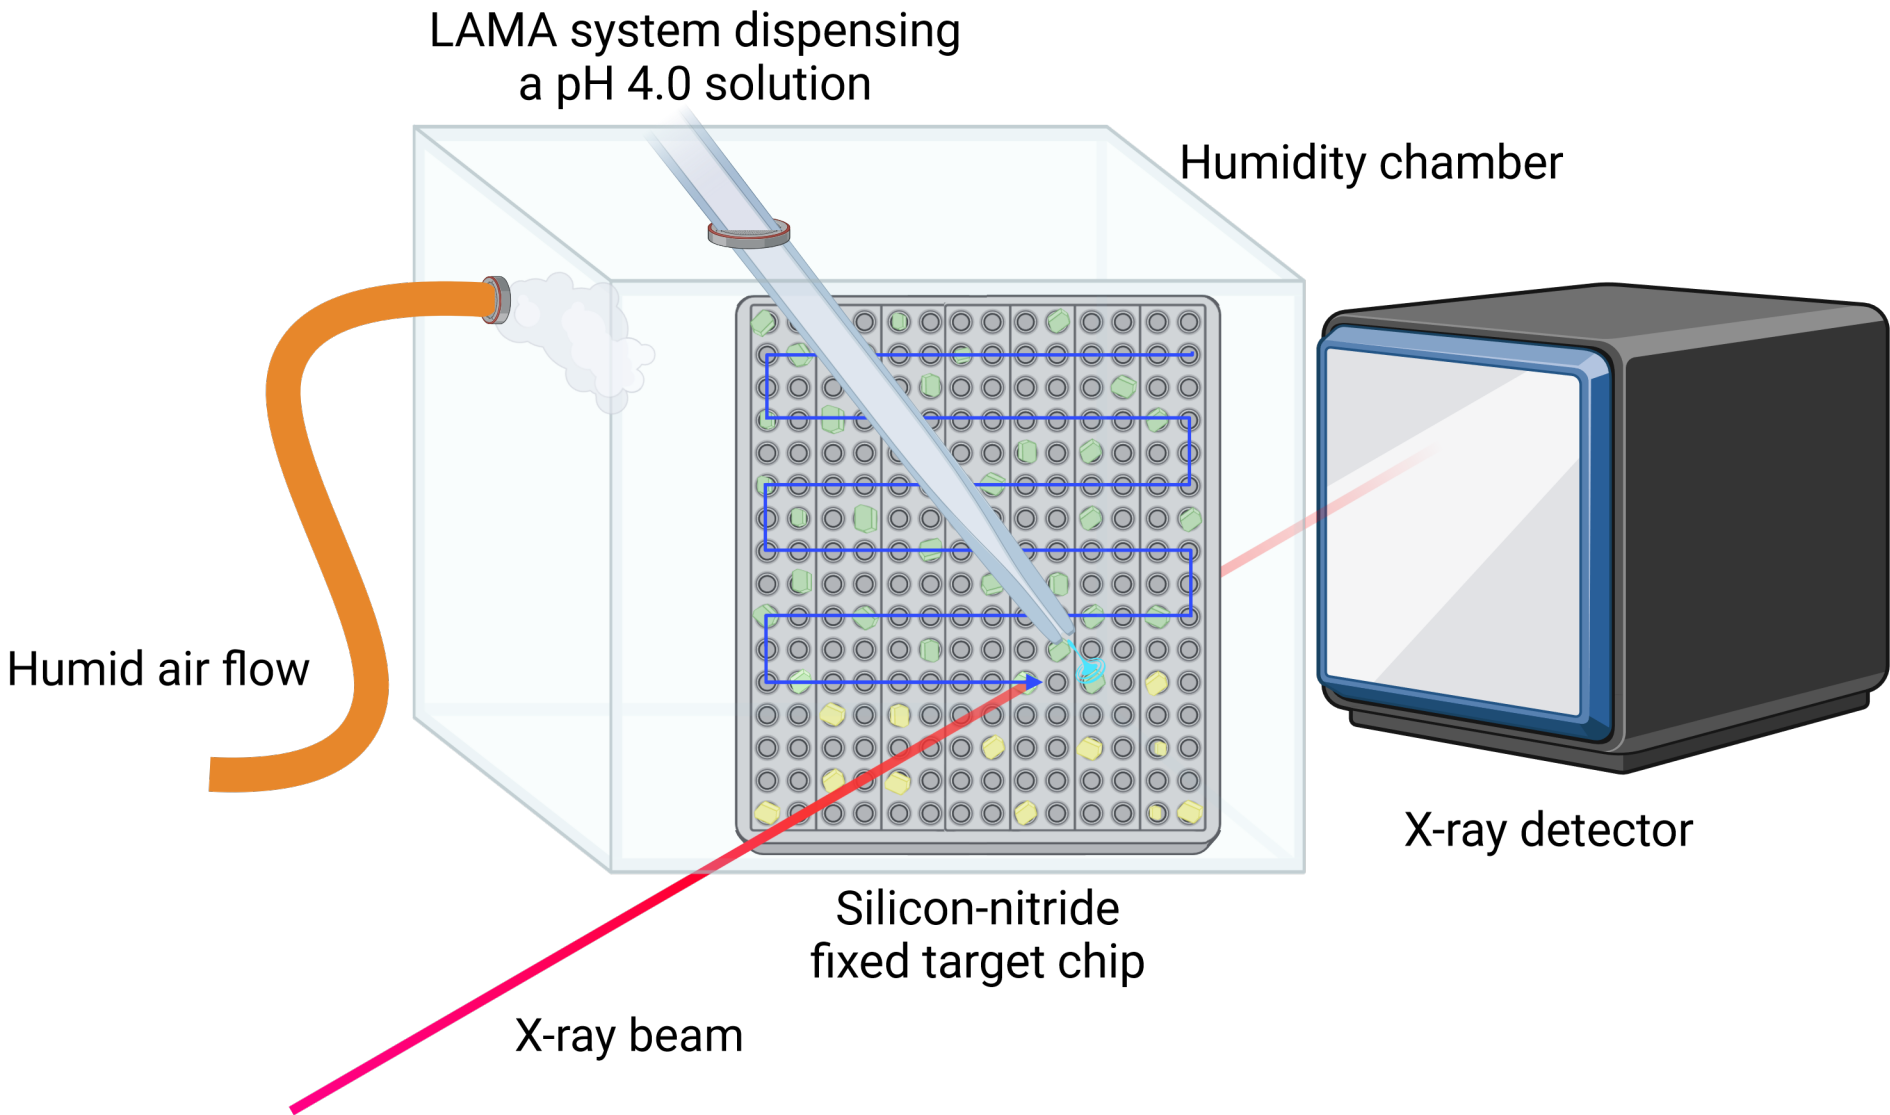 LAMA system dispensing
a pH 4.0 solution
Humidity chamber
Humid air flow
X-ray detector
Silicon-nitride
fixed target chip
X-ray beam